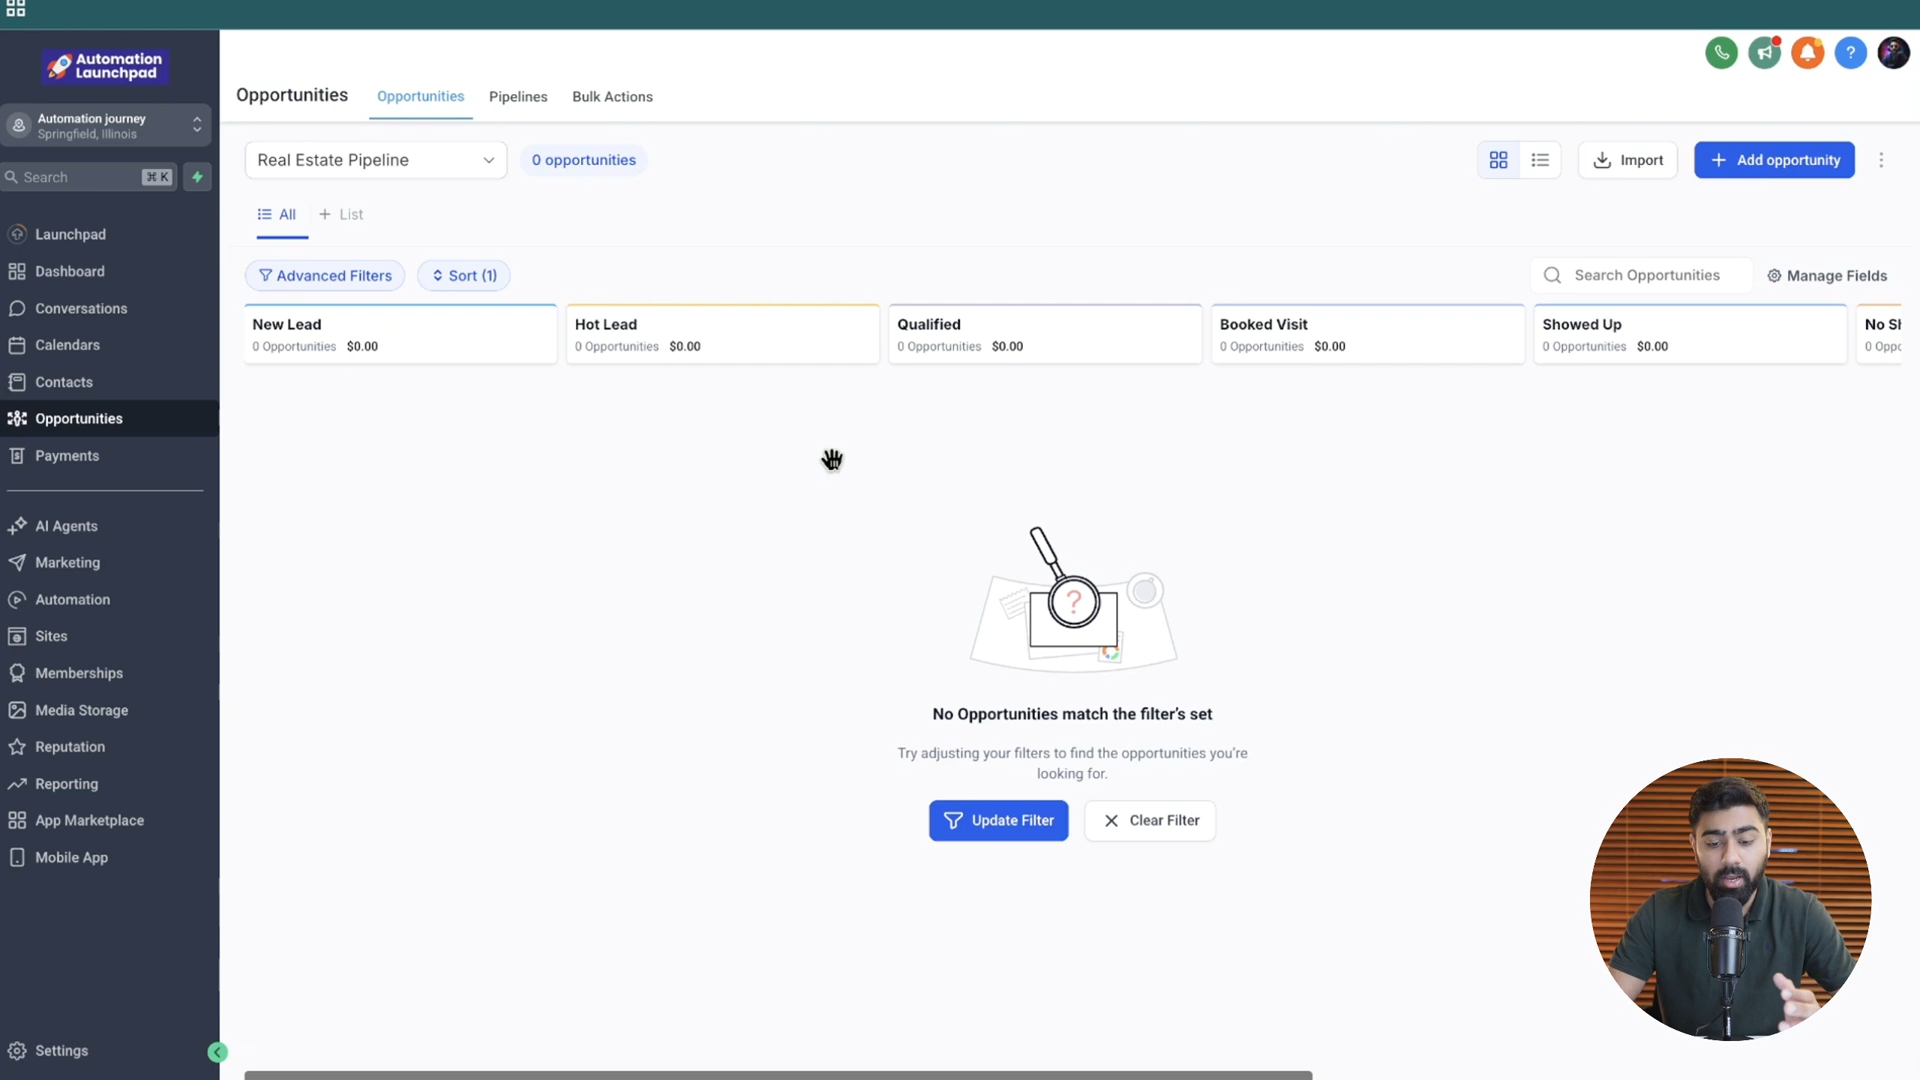 Automation
Launchpad
Automation journey
Springfield, Illinois
Search
⌘ K
Launchpad
Dashboard
Conversations
Calendars
Contacts
Opportunities
Payments
AI Agents
Marketing
Automation
Sites
Memberships
Media Storage
Reputation
Reporting
App Marketplace
Mobile App
Settings
Opportunities
Opportunities
Pipelines
Bulk Actions
?
Real Estate Pipeline
0 opportunities
Import
+ Add opportunity
All
+ List
Advanced Filters
Sort (1)
Search Opportunities
Manage Fields
New Lead
0 Opportunities $0.00
Hot Lead
0 Opportunities $0.00
Qualified
0 Opportunities $0.00
Booked Visit
0 Opportunities $0.00
Showed Up
0 Opportunities $0.00
No
0
?
No Opportunities match the filter’s set
Try adjusting your filters to find the opportunities you’re
looking for.
Update Filter
Clear Filter